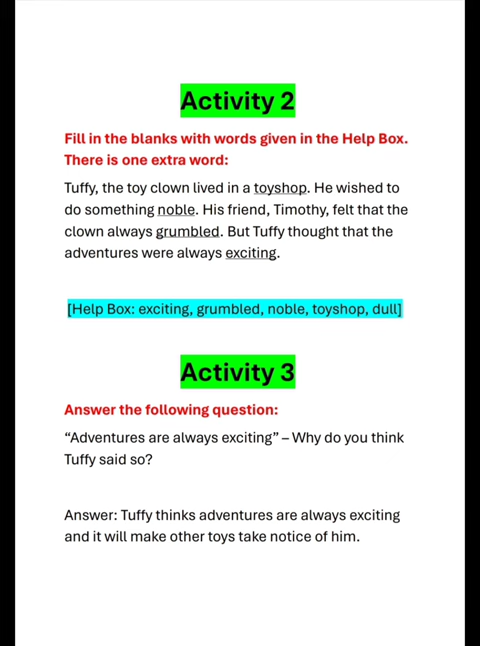 Activity 2
Fill in the blanks with words given in the Help Box.
There is one extra word:
Tuffy, the toy clown lived in a toyshop. He wished to
do something noble. His friend, Timothy, felt that the
clown always grumbled. But Tuffy thought that the
adventures were always exciting.
[Help Box: exciting, grumbled, noble, toyshop, dull]
Activity 3
Answer the following question:
“Adventures are always exciting” – Why do you think
Tuffy said so?
Answer: Tuffy thinks adventures are always exciting
and it will make other toys take notice of him.